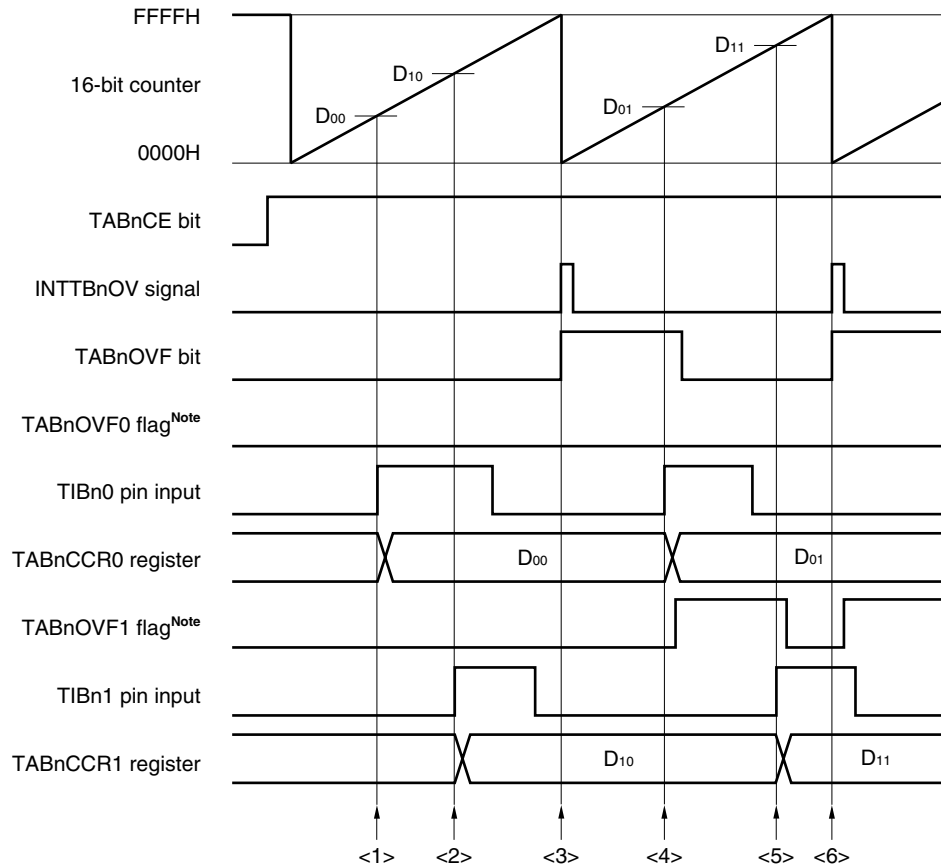 FFFFH
D11
D10
16-bit counter
D01
D00
0000H
TABnCE bit
INTTBnOV signal
TABnOVF bit
TABnOVF0 flagNote
TIBn0 pin input
TABnCCR0 register
D00
D01
TABnOVF1 flagNote
TIBn1 pin input
TABnCCR1 register
D10
D11
<1> <2> <3> <4> <5> <6>